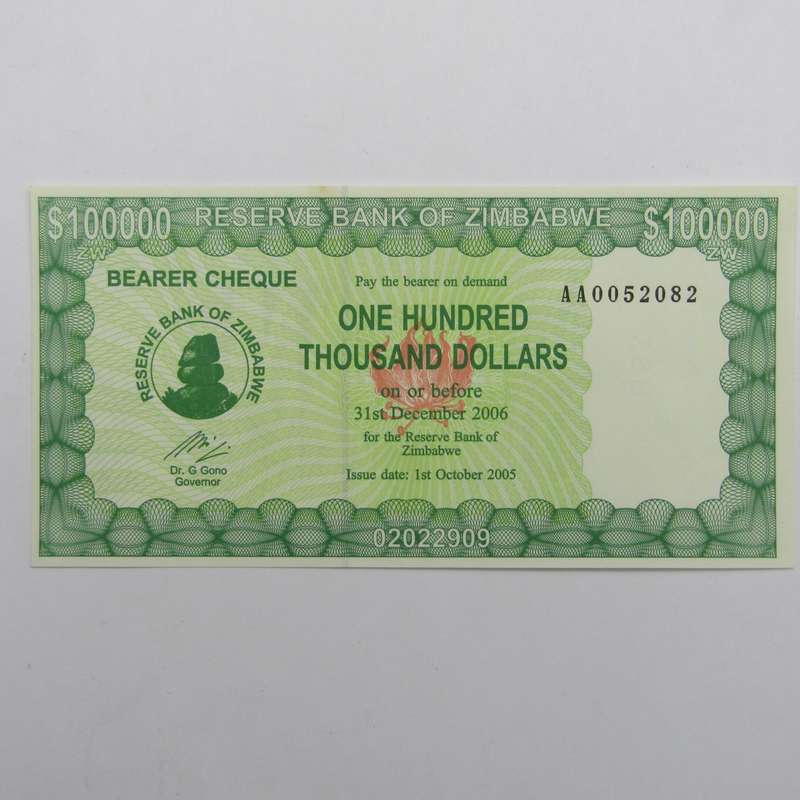 $100000 RESERVE BANK OF ZIMBABWE $100000
ZW ZW
BEARER CHEQUE
Pay the bearer on demand
AA0052082
ONE HUNDRED
THOUSAND DOLLARS
on or before
31st December 2006
for the Reserve Bank of
Zimbabwe
Issue date: 1st October 2005
RESERVE BANK OF ZIMBABWE
Dr. G Gono
Governor
02022909